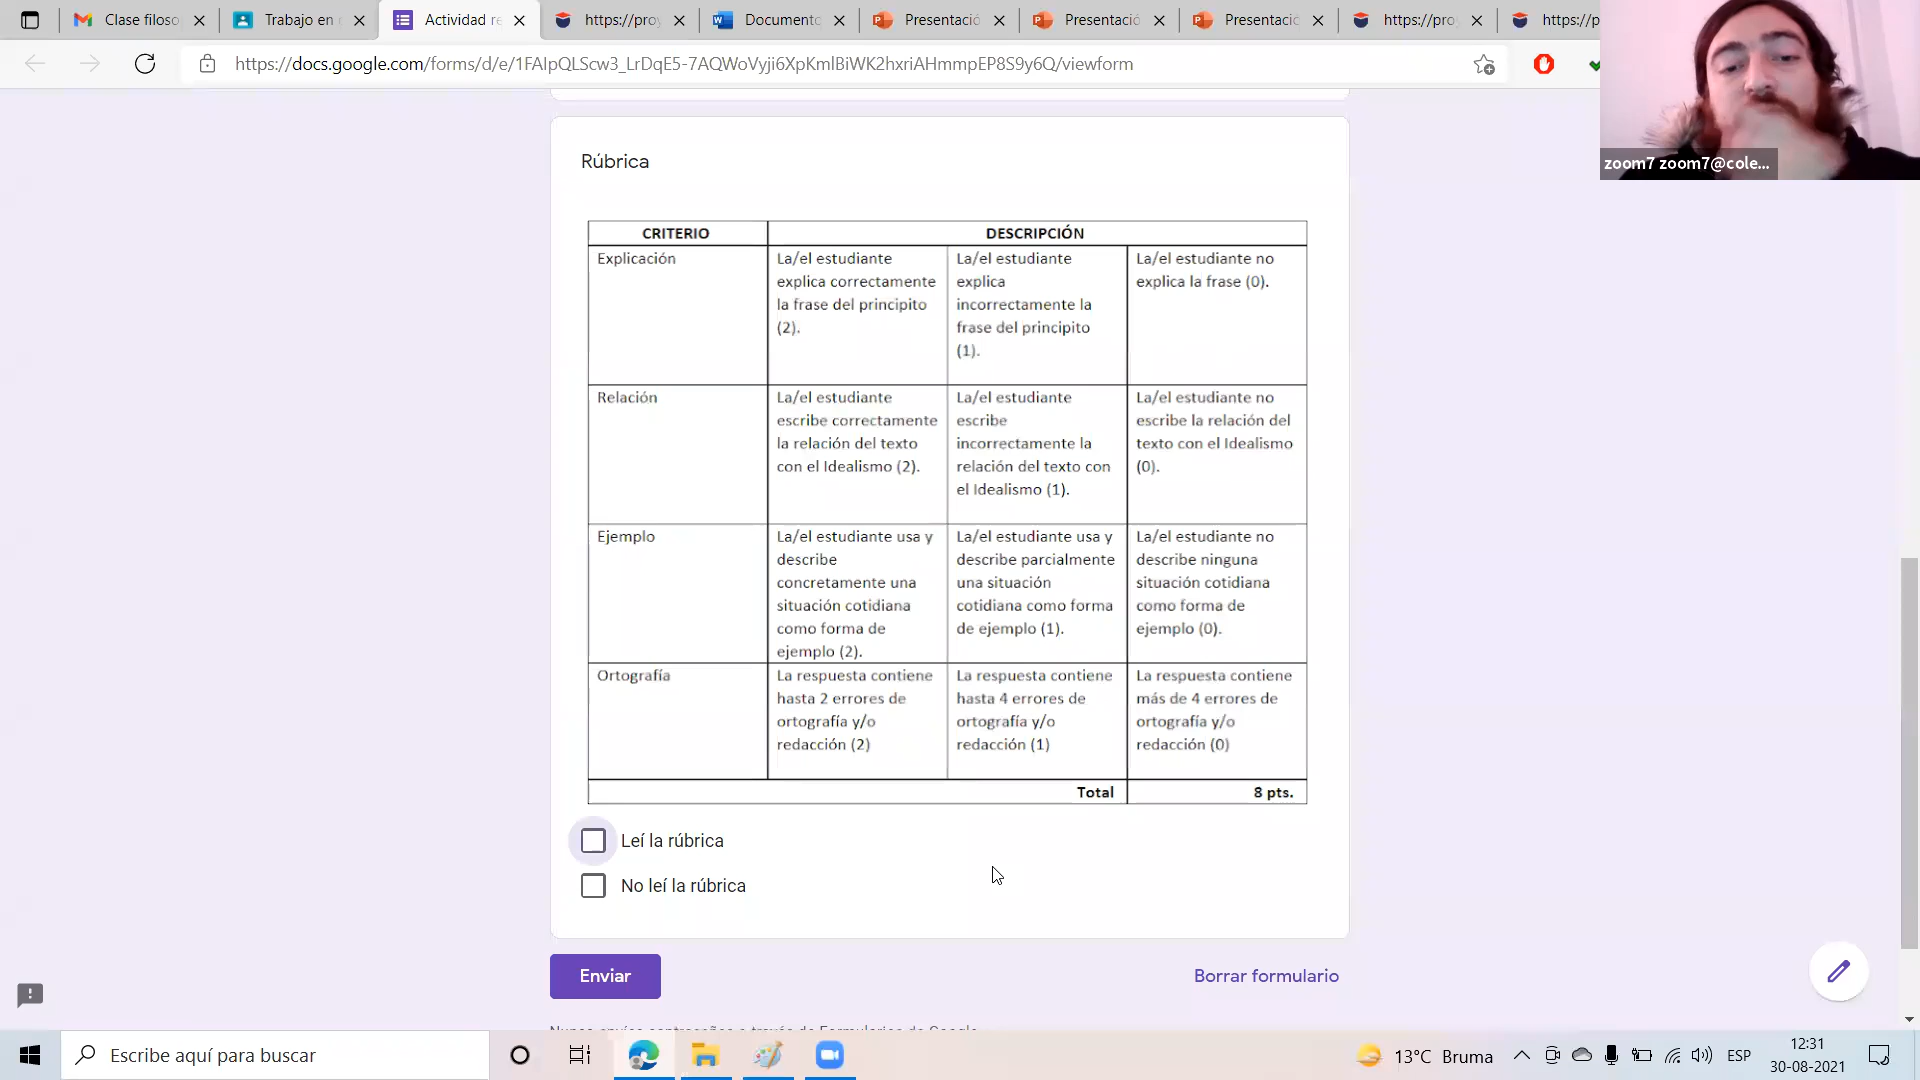 Clase filoso
Trabajo en
Actividad re
https://proy
Documento
Presentació
Presentació
Presentació
https://pro
https://p
https://docs.google.com/forms/d/e/1FAIpQLScw3_LrDqE5-7AQWoVyji6XpKmlBiWK2hxriAHmmpEP8S9y6Q/viewform
zoom7 zoom7@cole...
Rúbrica
CRITERIO
DESCRIPCIÓN
Explicación
La/el estudiante
explica correctamente
la frase del principito
(2).
La/el estudiante
explica
incorrectamente la
frase del principito
(1).
La/el estudiante no
explica la frase (0).
Relación
La/el estudiante
escribe correctamente
la relación del texto
con el Idealismo (2).
La/el estudiante
escribe
incorrectamente la
relación del texto con
el Idealismo (1).
La/el estudiante no
escribe la relación del
texto con el Idealismo
(0).
Ejemplo
La/el estudiante usa y
describe
concretamente una
situación cotidiana
como forma de
ejemplo (2).
La/el estudiante usa y
describe parcialmente
una situación
cotidiana como forma
de ejemplo (1).
La/el estudiante no
describe ninguna
situación cotidiana
como forma de
ejemplo (0).
Ortografía
La respuesta contiene
hasta 2 errores de
ortografía y/o
redacción (2)
La respuesta contiene
hasta 4 errores de
ortografía y/o
redacción (1)
La respuesta contiene
más de 4 errores de
ortografía y/o
redacción (0)
Total
8 pts.
Leí la rúbrica
No leí la rúbrica
Enviar
Borrar formulario
Escribe aquí para buscar
13°C Bruma
ESP
12:31
30-08-2021